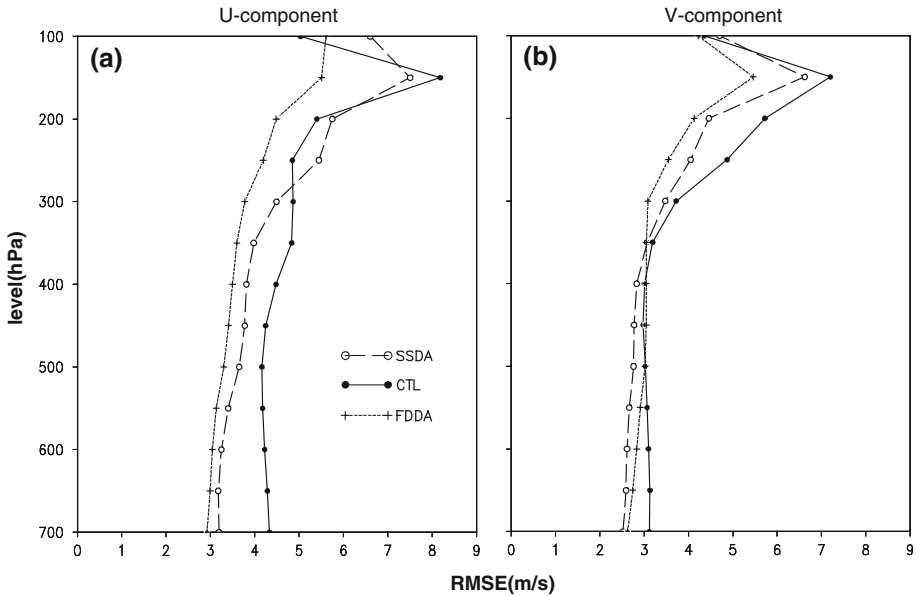 U-component
V-component
(a)
(b)
100
200
300
400
500
600
700
level(hPa)
SSDA
CTL
FDDA
0 1 2 3 4 5 6 7 8 9
0 1 2 3 4 5 6 7 8 9
RMSE(m/s)